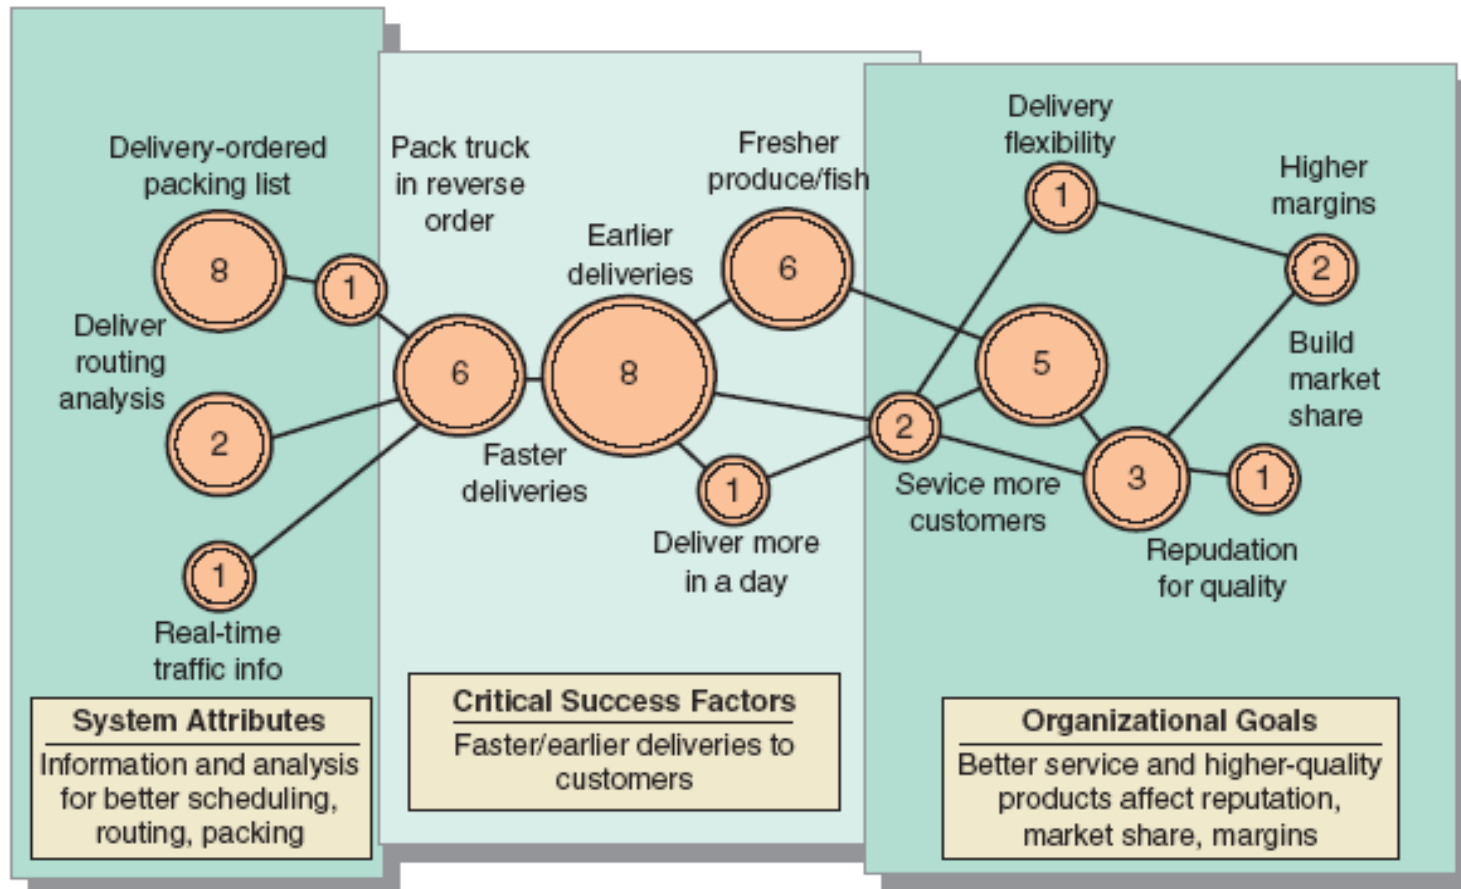 Delivery-ordered
packing list
8
1
Deliver
routing
analysis
2
1
Real-time
traffic info
System Attributes
Information and analysis
for better scheduling,
routing, packing
Pack truck
in reverse
order
6
Faster
deliveries
Earlier
deliveries
8
Fresher
produce/fish
6
1
Deliver more
in a day
Critical Success Factors
Faster/earlier deliveries to
customers
Delivery
flexibility
1
Higher
margins
2
5
Build
market
share
2
Sevice more
customers
3
1
Repudation
for quality
Organizational Goals
Better service and higher-quality
products affect reputation,
market share, margins